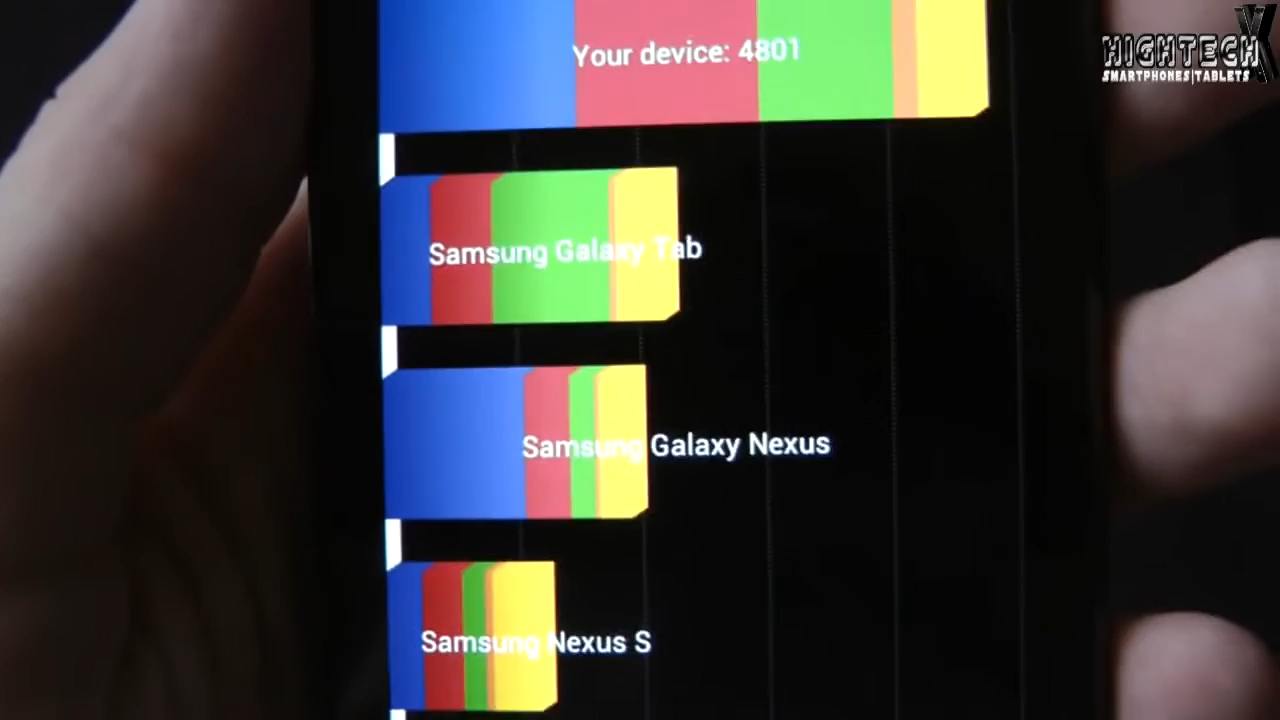 HIGHTECH X
SMARTPHONES|TABLETS
Your device: 4801
Samsung Galaxy Tab
Samsung Galaxy Nexus
Samsung Nexus S